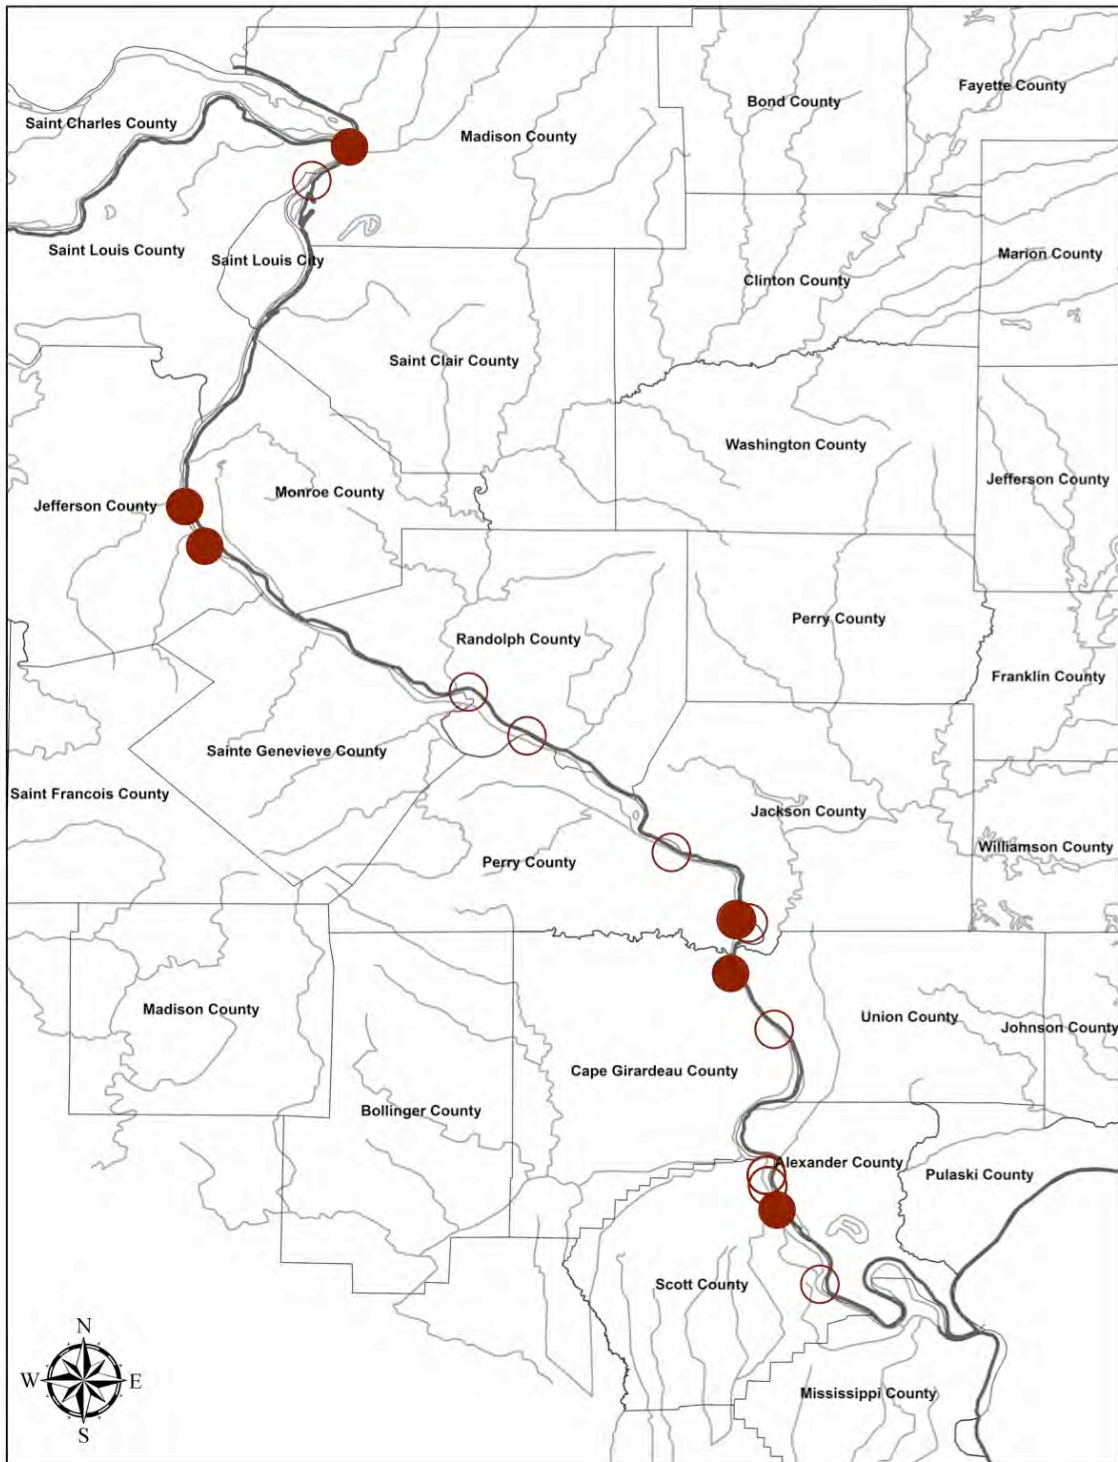 Fayette County
Bond County
Saint Charles County
Madison County
Saint Louis County
Saint Louis City
Marion County
Clinton County
Saint Clair County
Washington County
Jefferson County
Monroe County
Jefferson County
Perry County
Randolph County
Franklin County
Sainte Genevieve County
Saint Francois County
Jackson County
Williamson County
Perry County
Madison County
Union County
Johnson County
Cape Girardeau County
Bollinger County
Alexander County
Pulaski County
Scott County
N
W E
S
Mississippi County